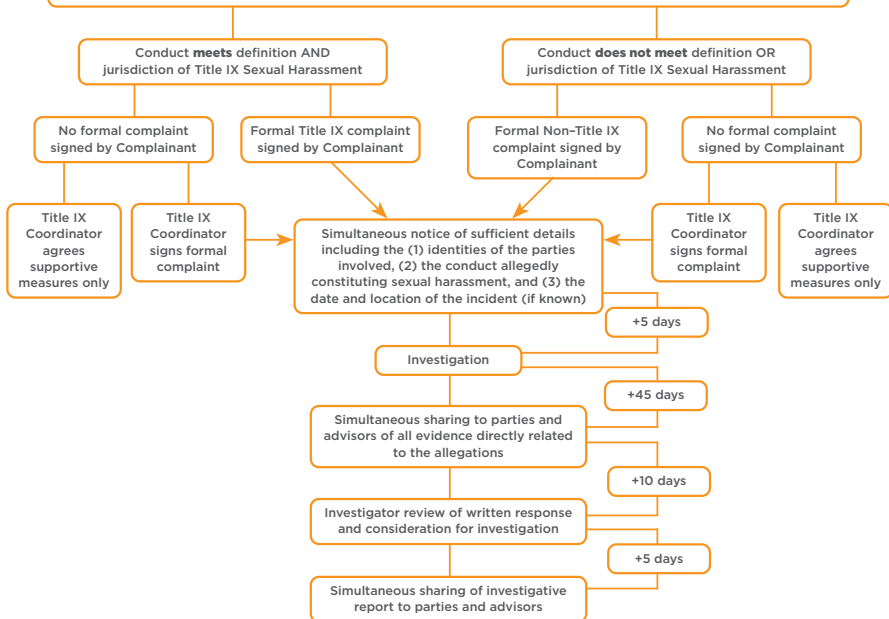 Conduct meets definition AND
jurisdiction of Title IX Sexual Harassment
Conduct does not meet definition OR
jurisdiction of Title IX Sexual Harassment
No formal complaint
signed by Complainant
Formal Title IX complaint
signed by Complainant
Formal Non-Title IX
complaint signed by
Complainant
No formal complaint
signed by Complainant
Title IX
Coordinator
agrees
supportive
measures only
Title IX
Coordinator
signs formal
complaint
Simultaneous notice of sufficient details
including the (1) identities of the parties
involved, (2) the conduct allegedly
constituting sexual harassment, and (3) the
date and location of the incident (if known)
Title IX
Coordinator
signs formal
complaint
Title IX
Coordinator
agrees
supportive
measures only
+5 days
Investigation
+45 days
Simultaneous sharing to parties and
advisors of all evidence directly related
to the allegations
+10 days
Investigator review of written response
and consideration for investigation
+5 days
Simultaneous sharing of investigative
report to parties and advisors